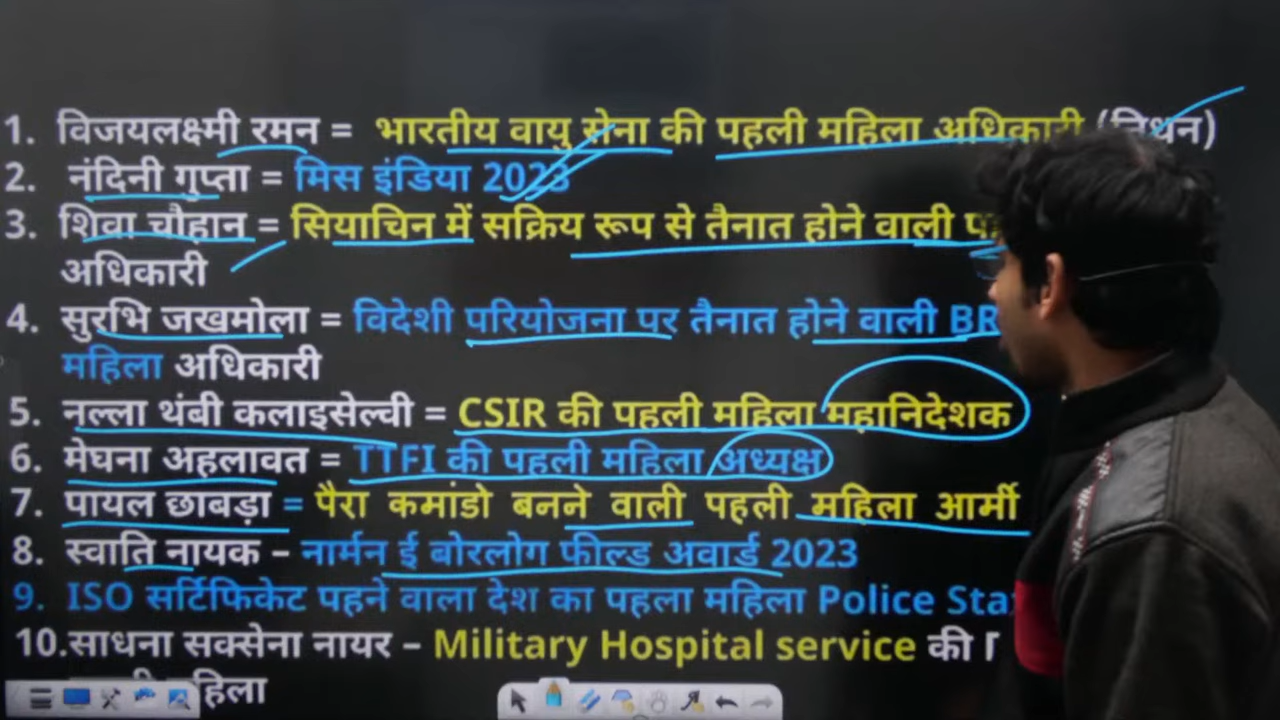 1. विजयलक्ष्मी रमन = भारतीय वायु सेना की पहली महिला अधिकारी (निधन)
2. नंदिनी गुप्ता = मिस इंडिया 2023
3. शिवा चौहान = सियाचिन में सक्रिय रूप से तैनात होने वाली
अधिकारी
4. सुरभि जखमोला = विदेशी परियोजना पर तैनात होने वाली
महिला अधिकारी
5. नल्ला थंबी कलाइसेल्ची = CSIR की पहली महिला महानिदेशक
6. मेघना अहलावत = TTFI की पहली महिला अध्यक्ष
7. पायल छाबड़ा = पैरा कमांडो बनने वाली पहली महिला आर्मी
8. स्वाति नायक – नार्मन ई बोरलोग फील्ड अवार्ड 2023
9. ISO सर्टिफिकेट पहने वाला देश का पहला महिला Police
10.साधना सक्सेना नायर – Military Hospital service की